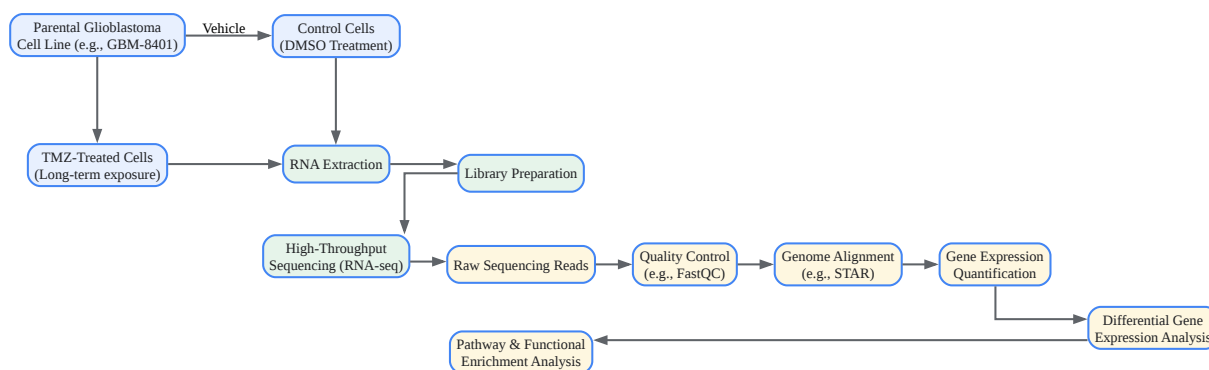 Parental Glioblastoma
Cell Line (e.g., GBM-8401)
Vehicle
Control Cells
(DMSO Treatment)
TMZ-Treated Cells
(Long-term exposure)
RNA Extraction
Library Preparation
High-Throughput
Sequencing (RNA-seq)
Raw Sequencing Reads
Quality Control
(e.g., FastQC)
Genome Alignment
(e.g., STAR)
Gene Expression
Quantification
Differential Gene
Expression Analysis
Pathway & Functional
Enrichment Analysis